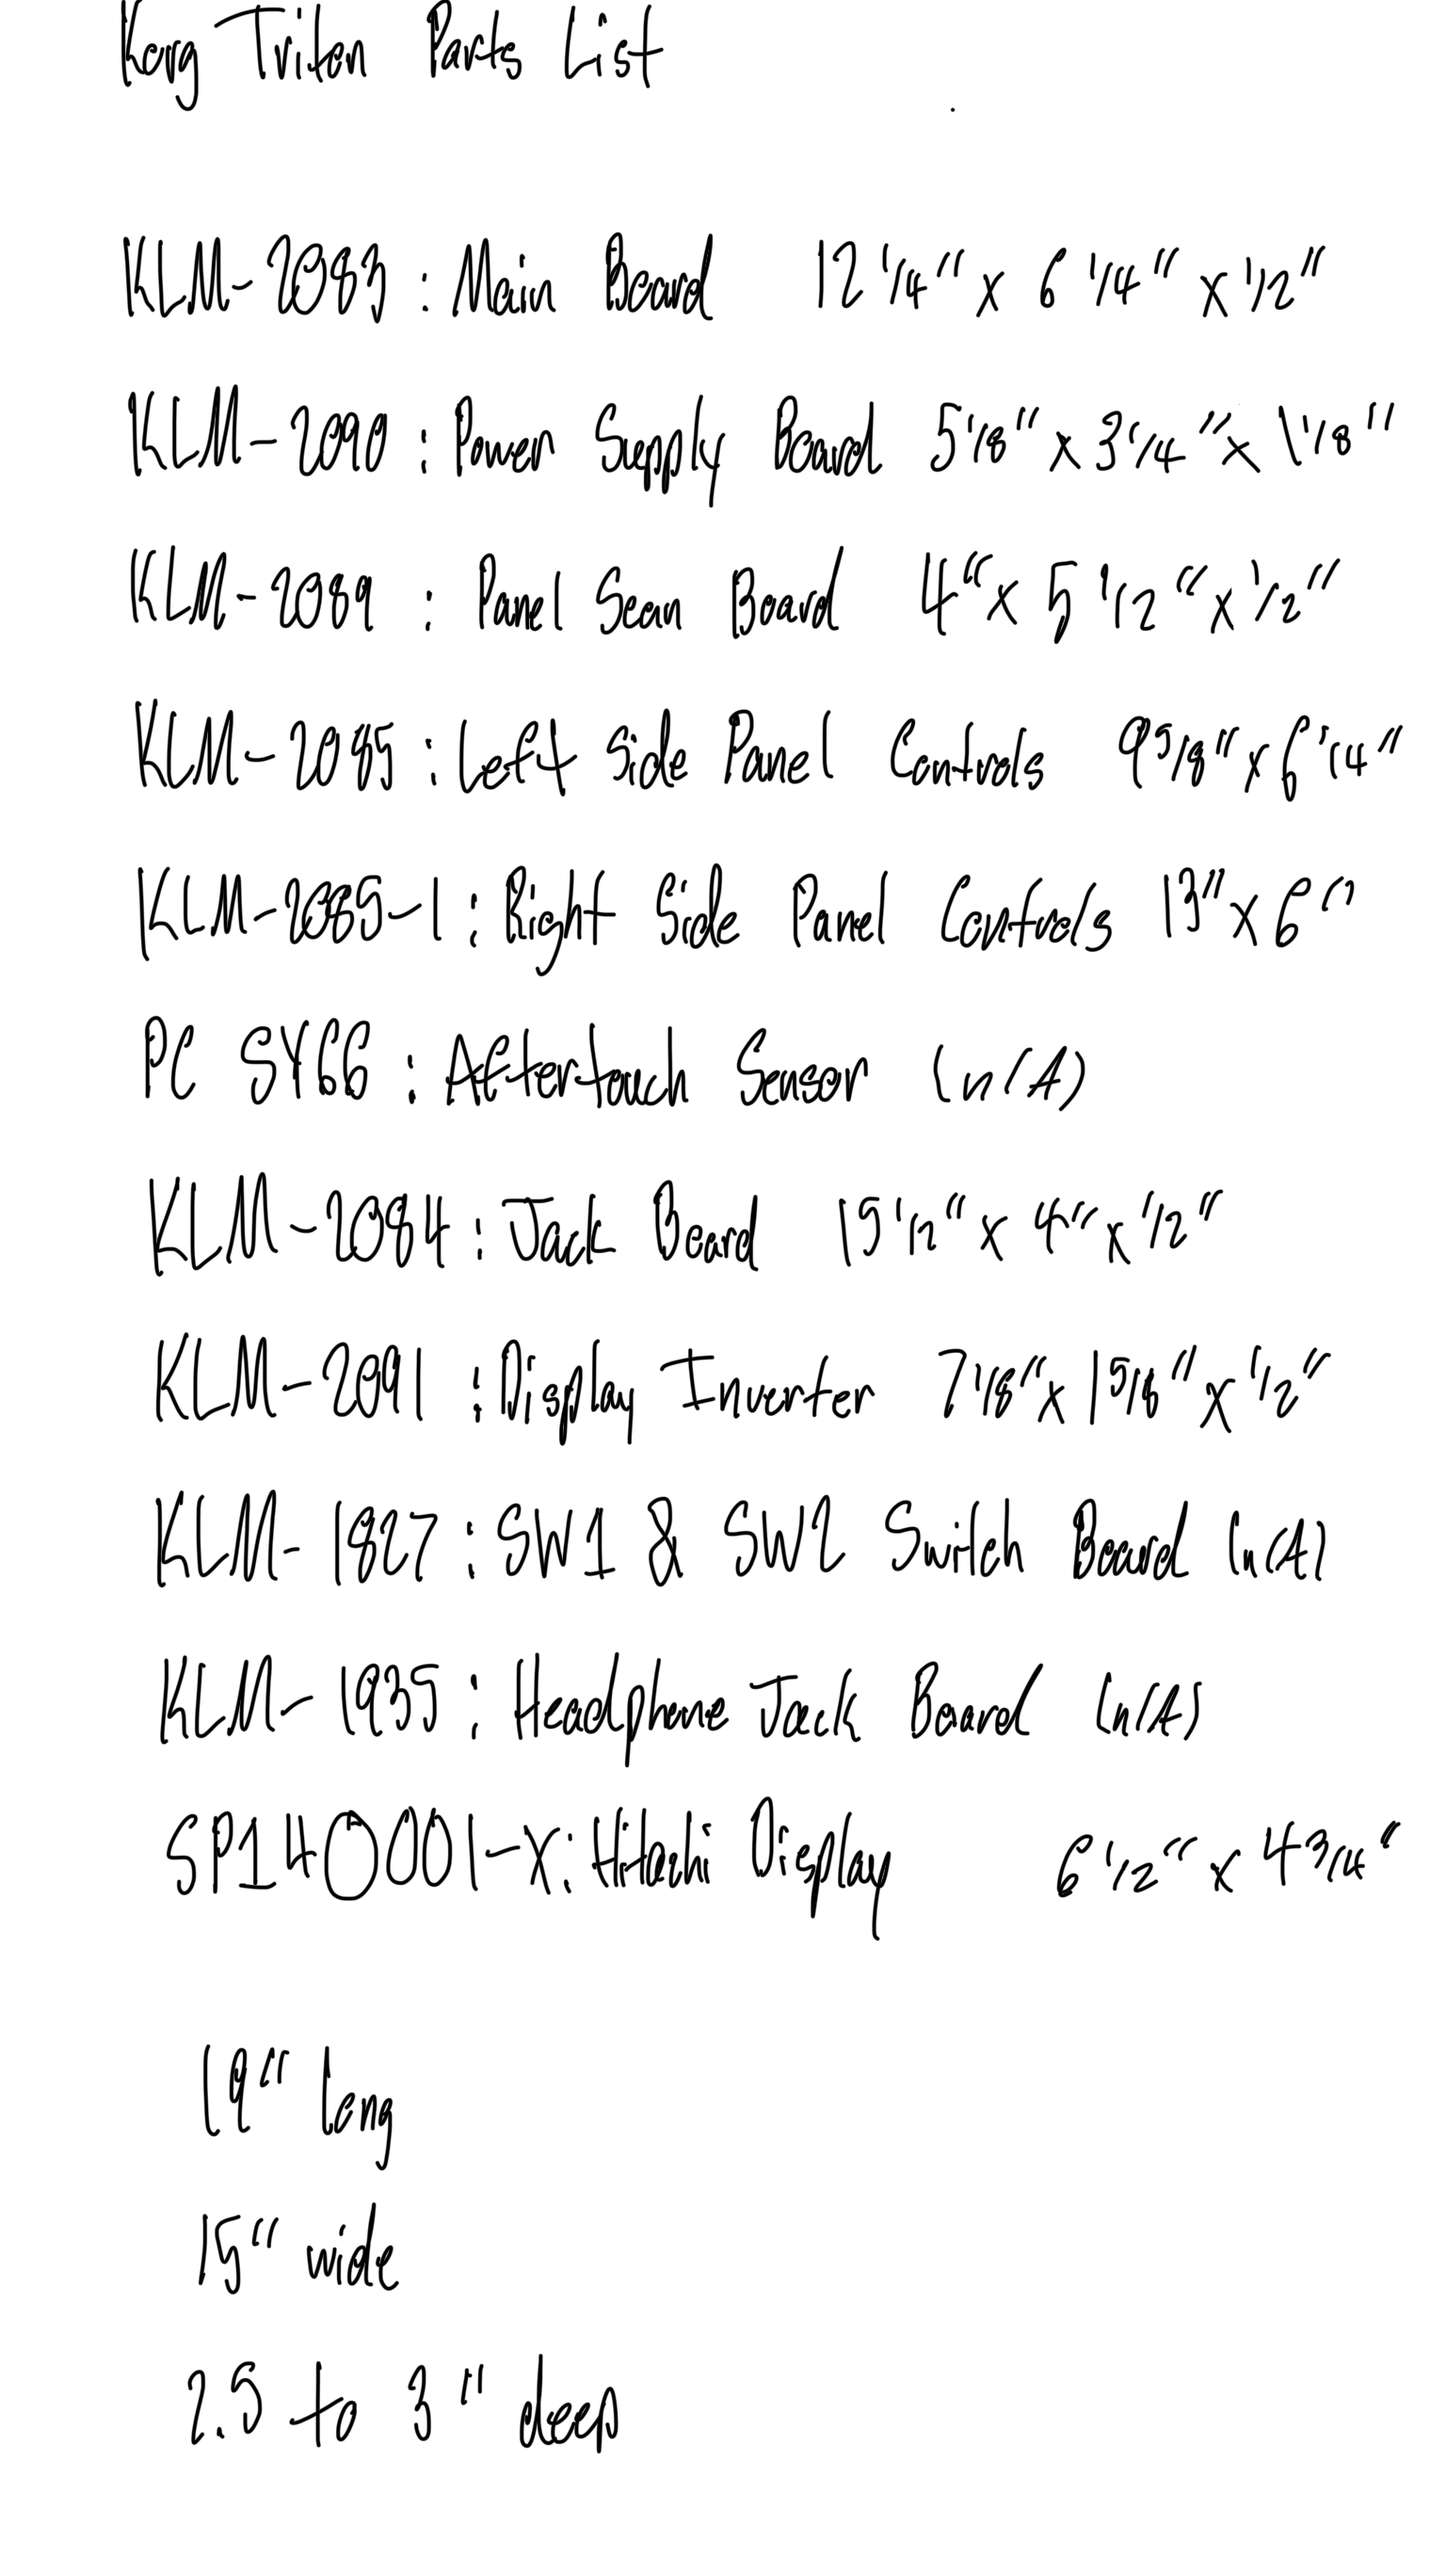 Korg Triton Parts List
KLM-2083 : Main Board 12 1/4" x 6 1/4" x 1/2"
KLM-2090 : Power Supply Board 5 1/8" x 3 1/4" x 1 1/8"
KLM-2089 : Panel Scan Board 4" x 5 1/2" x 1/2"
KLM-2085 : Left Side Panel Controls 9 5/8" x 6 1/4"
KLM-2085-1 : Right Side Panel Controls 13" x 6"
PC SY66 : Aftertouch Sensor (n/A)
KLM-2084 : Jack Board 15 1/2" x 4" x 1/2"
KLM-2091 : Display Inverter 7 1/8" x 1 5/8" x 1/2"
KLM-1827 : SW1 & SW2 Switch Board (n/A)
KLM-1935 : Headphone Jack Board (n/A)
SP140001-X: Hitachi Display 6 1/2" x 4 3/4"
19" long
15" wide
2.5 to 3" deep